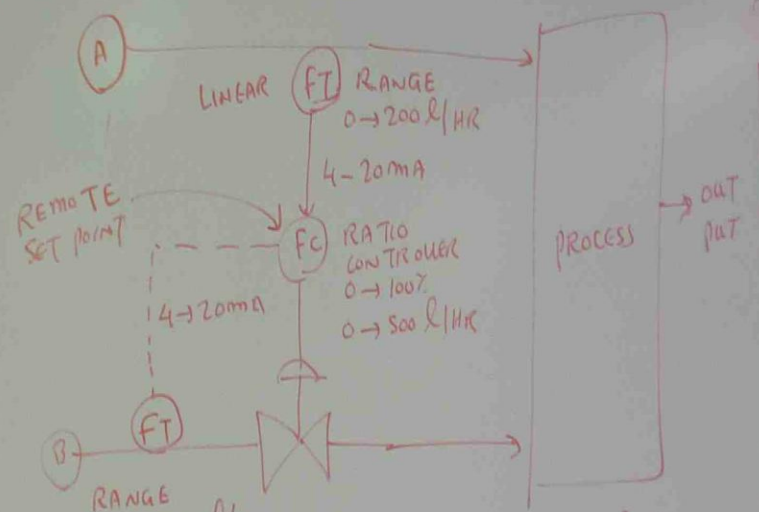 A
LINEAR
FT
RANGE
0→200 l/HR
4-20mA
REMOTE
SET POINT
FC
RATIO
CONTROLLER
0→100%
0→500 l/HR
4→20mA
PROCESS
OUT
PUT
FT
B
RANGE